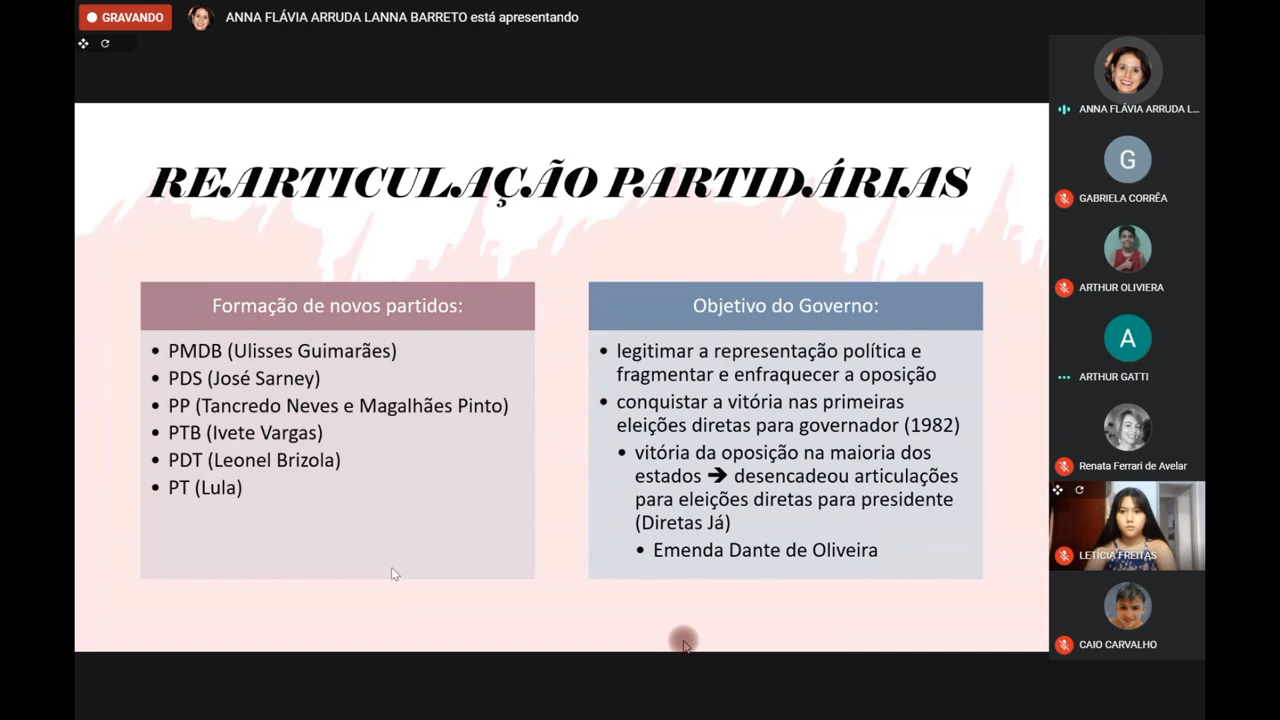 GRAVANDO
ANNA FLÁVIA ARRUDA LANNA BARRETO está apresentando
REARTICULAÇÃO PARTIDÁRIAS
Formação de novos partidos:
• PMDB (Ulisses Guimarães)
• PDS (José Sarney)
• PP (Tancredo Neves e Magalhães Pinto)
• PTB (Ivete Vargas)
• PDT (Leonel Brizola)
• PT (Lula)
Objetivo do Governo:
• legitimar a representação política e
fragmentar e enfraquecer a oposição
• conquistar a vitória nas primeiras
eleições diretas para governador (1982)
• vitória da oposição na maioria dos
estados ➔ desencadeou articulações
para eleições diretas para presidente
(Diretas Já)
• Emenda Dante de Oliveira
ANNA FLÁVIA ARRUDA L...
G
GABRIELA CORRÊA
ARTHUR OLIVIERA
A
ARTHUR GATTI
Renata Ferrari de Avelar
LETÍCIA FREITAS
CAIO CARVALHO